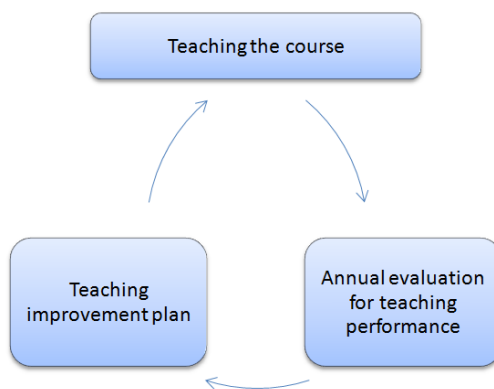 Teaching the course
Teaching
improvement plan
Annual evaluation
for teaching
performance